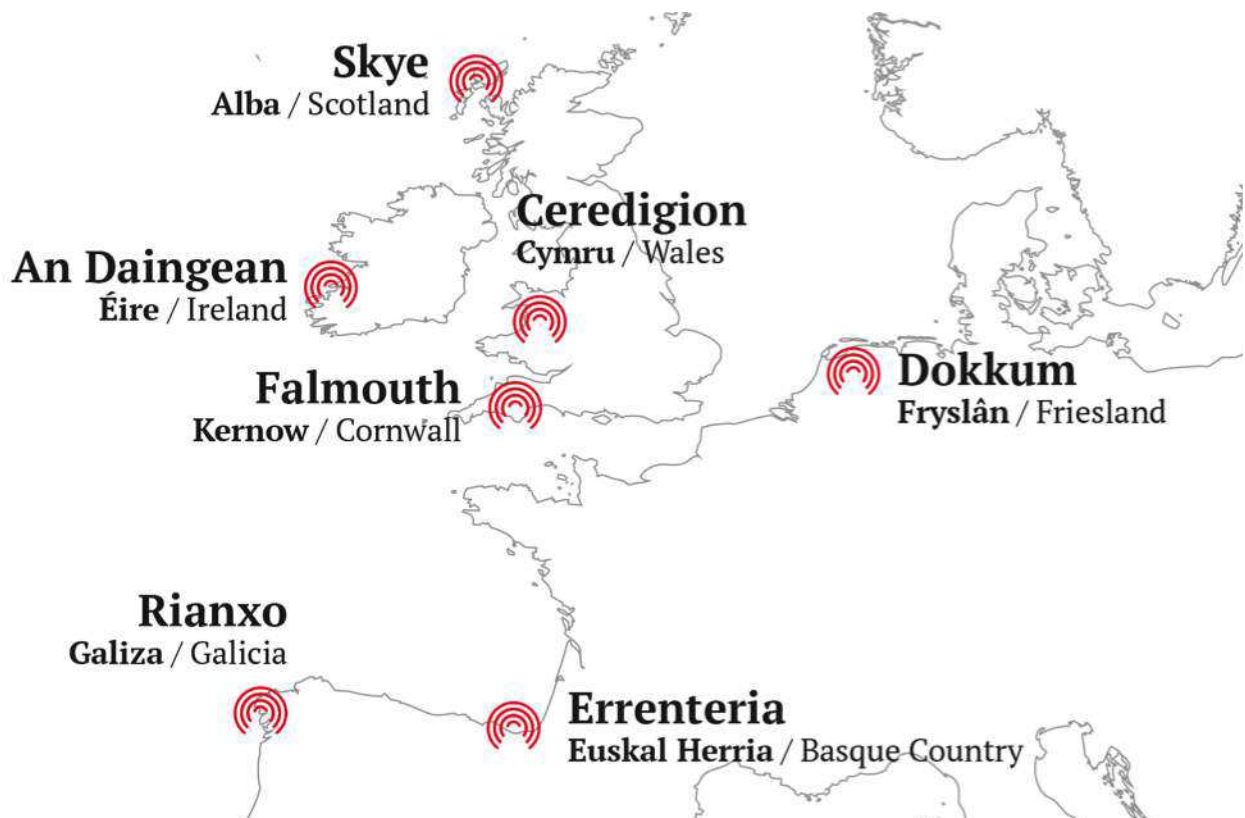 Skye
Alba / Scotland
Ceredigion
Cymru / Wales
An Daingean
Éire / Ireland
Falmouth
Kernow / Cornwall
Dokkum
Fryslân / Friesland
Rianxo
Galiza / Galicia
Errenteria
Euskal Herria / Basque Country